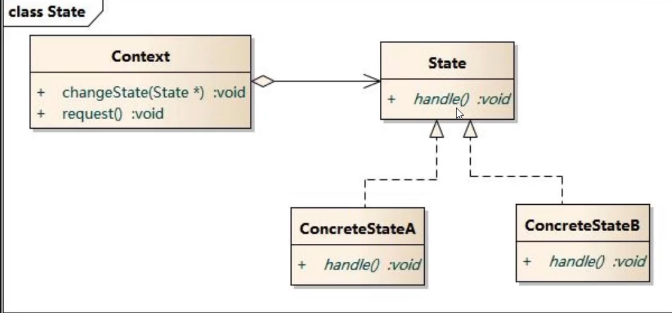 class State
Context
+ changeState(State *) :void
+ request() :void
State
+ handle() :void
ConcreteStateA
+ handle() :void
ConcreteStateB
+ handle() :void